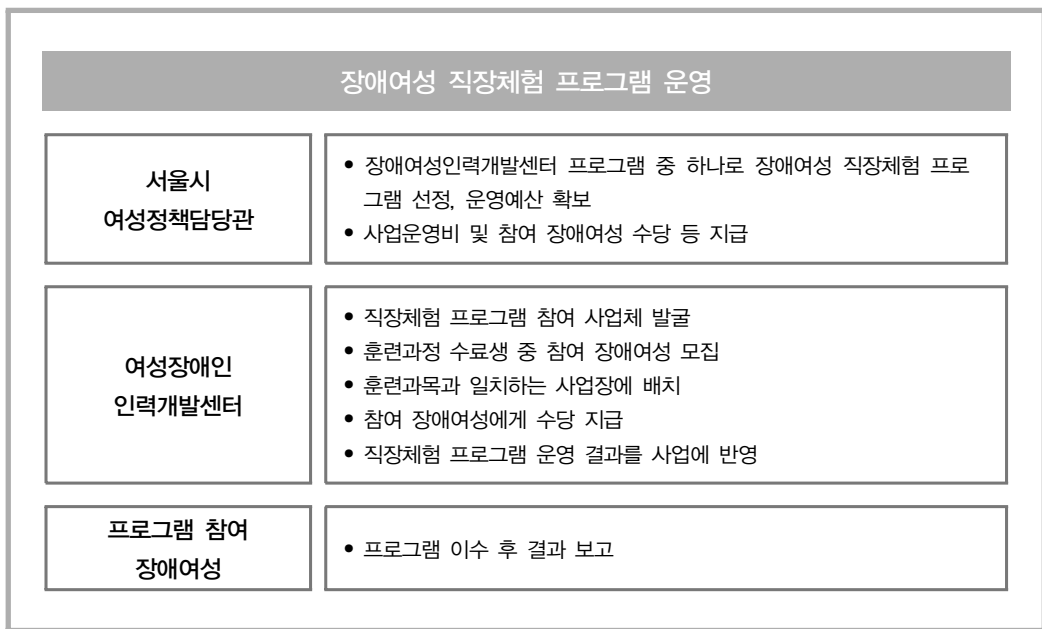 장애여성 직장체험 프로그램 운영
서울시
여성정책담당관
• 장애여성인력개발센터 프로그램 중 하나로 장애여성 직장체험 프로
그램 선정, 운영예산 확보
• 사업운영비 및 참여 장애여성 수당 등 지급
여성장애인
인력개발센터
• 직장체험 프로그램 참여 사업체 발굴
• 훈련과정 수료생 중 참여 장애여성 모집
• 훈련과목과 일치하는 사업장에 배치
• 참여 장애여성에게 수당 지급
• 직장체험 프로그램 운영 결과를 사업에 반영
프로그램 참여
장애여성
• 프로그램 이수 후 결과 보고